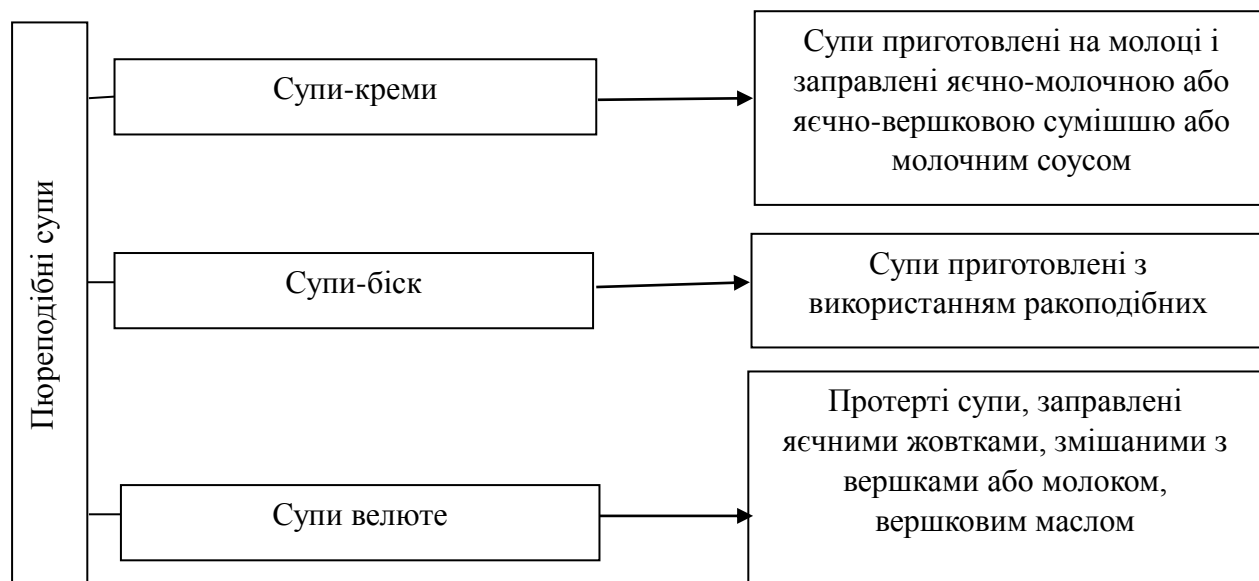 Пюреподібні супи
Супи-креми
Супи приготовлені на молоці і
заправлені яєчно-молочною або
яєчно-вершковою сумішшю або
молочним соусом
Супи-біск
Супи приготовлені з
використанням ракоподібних
Супи велюте
Протерті супи, заправлені
яєчними жовтками, змішаними з
вершками або молоком,
вершковим маслом